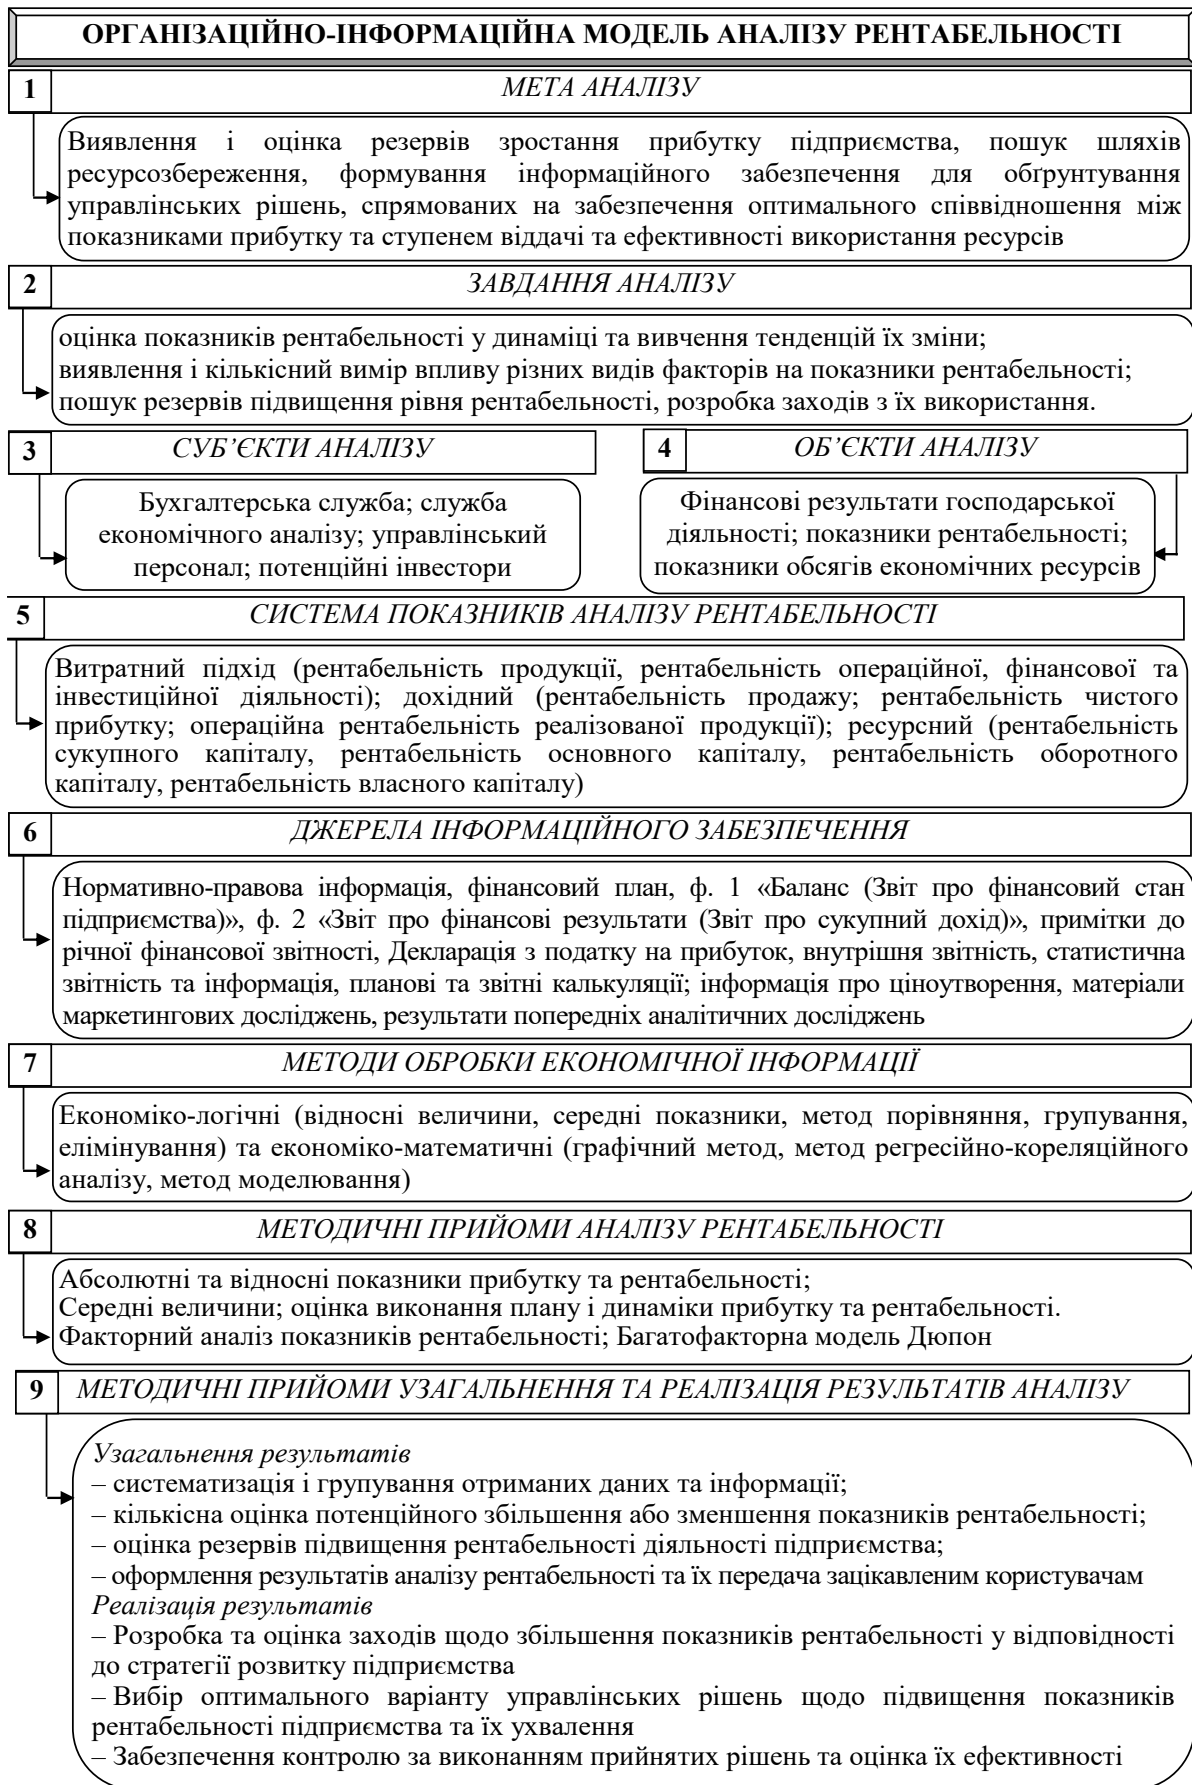 ОРГАНІЗАЦІЙНО-ІНФОРМАЦІЙНА МОДЕЛЬ АНАЛІЗУ РЕНТАБЕЛЬНОСТІ
1
МЕТА АНАЛІЗУ
Виявлення і оцінка резервів зростання прибутку підприємства, пошук шляхів
ресурсозбереження, формування інформаційного забезпечення для обґрунтування
управлінських рішень, спрямованих на забезпечення оптимального співвідношення між
показниками прибутку та ступенем віддачі та ефективності використання ресурсів
2
ЗАВДАННЯ АНАЛІЗУ
оцінка показників рентабельності у динаміці та вивчення тенденцій їх зміни;
виявлення і кількісний вимір впливу різних видів факторів на показники рентабельності;
пошук резервів підвищення рівня рентабельності, розробка заходів з їх використання.
3
СУБ’ЄКТИ АНАЛІЗУ
Бухгалтерська служба; служба
економічного аналізу; управлінський
персонал; потенційні інвестори
4
ОБ’ЄКТИ АНАЛІЗУ
Фінансові результати господарської
діяльності; показники рентабельності;
показники обсягів економічних ресурсів
5
СИСТЕМА ПОКАЗНИКІВ АНАЛІЗУ РЕНТАБЕЛЬНОСТІ
Витратний підхід (рентабельність продукції, рентабельність операційної, фінансової та
інвестиційної діяльності); дохідний (рентабельність продажу; рентабельність чистого
прибутку; операційна рентабельність реалізованої продукції); ресурсний (рентабельність
сукупного капіталу, рентабельність основного капіталу, рентабельність оборотного
капіталу, рентабельність власного капіталу)
6
ДЖЕРЕЛА ІНФОРМАЦІЙНОГО ЗАБЕЗПЕЧЕННЯ
Нормативно-правова інформація, фінансовий план, ф. 1 «Баланс (Звіт про фінансовий стан
підприємства)», ф. 2 «Звіт про фінансові результати (Звіт про сукупний дохід)», примітки до
річної фінансової звітності, Декларація з податку на прибуток, внутрішня звітність, статистична
звітність та інформація, планові та звітні калькуляції; інформація про ціноутворення, матеріали
маркетингових досліджень, результати попередніх аналітичних досліджень
7
МЕТОДИ ОБРОБКИ ЕКОНОМІЧНОЇ ІНФОРМАЦІЇ
Економіко-логічні (відносні величини, середні показники, метод порівняння, групування,
елімінування) та економіко-математичні (графічний метод, метод регресійно-кореляційного
аналізу, метод моделювання)
8
МЕТОДИЧНІ ПРИЙОМИ АНАЛІЗУ РЕНТАБЕЛЬНОСТІ
Абсолютні та відносні показники прибутку та рентабельності;
Середні величини; оцінка виконання плану і динаміки прибутку та рентабельності.
Факторний аналіз показників рентабельності; Багатофакторна модель Дюпон
9
МЕТОДИЧНІ ПРИЙОМИ УЗАГАЛЬНЕННЯ ТА РЕАЛІЗАЦІЯ РЕЗУЛЬТАТІВ АНАЛІЗУ
Узагальнення результатів
– систематизація і групування отриманих даних та інформації;
– кількісна оцінка потенційного збільшення або зменшення показників рентабельності;
– оцінка резервів підвищення рентабельності діяльності підприємства;
– оформлення результатів аналізу рентабельності та їх передача зацікавленим користувачам
Реалізація результатів
– Розробка та оцінка заходів щодо збільшення показників рентабельності у відповідності
до стратегії розвитку підприємства
– Вибір оптимального варіанту управлінських рішень щодо підвищення показників
рентабельності підприємства та їх ухвалення
– Забезпечення контролю за виконанням прийнятих рішень та оцінка їх ефективності